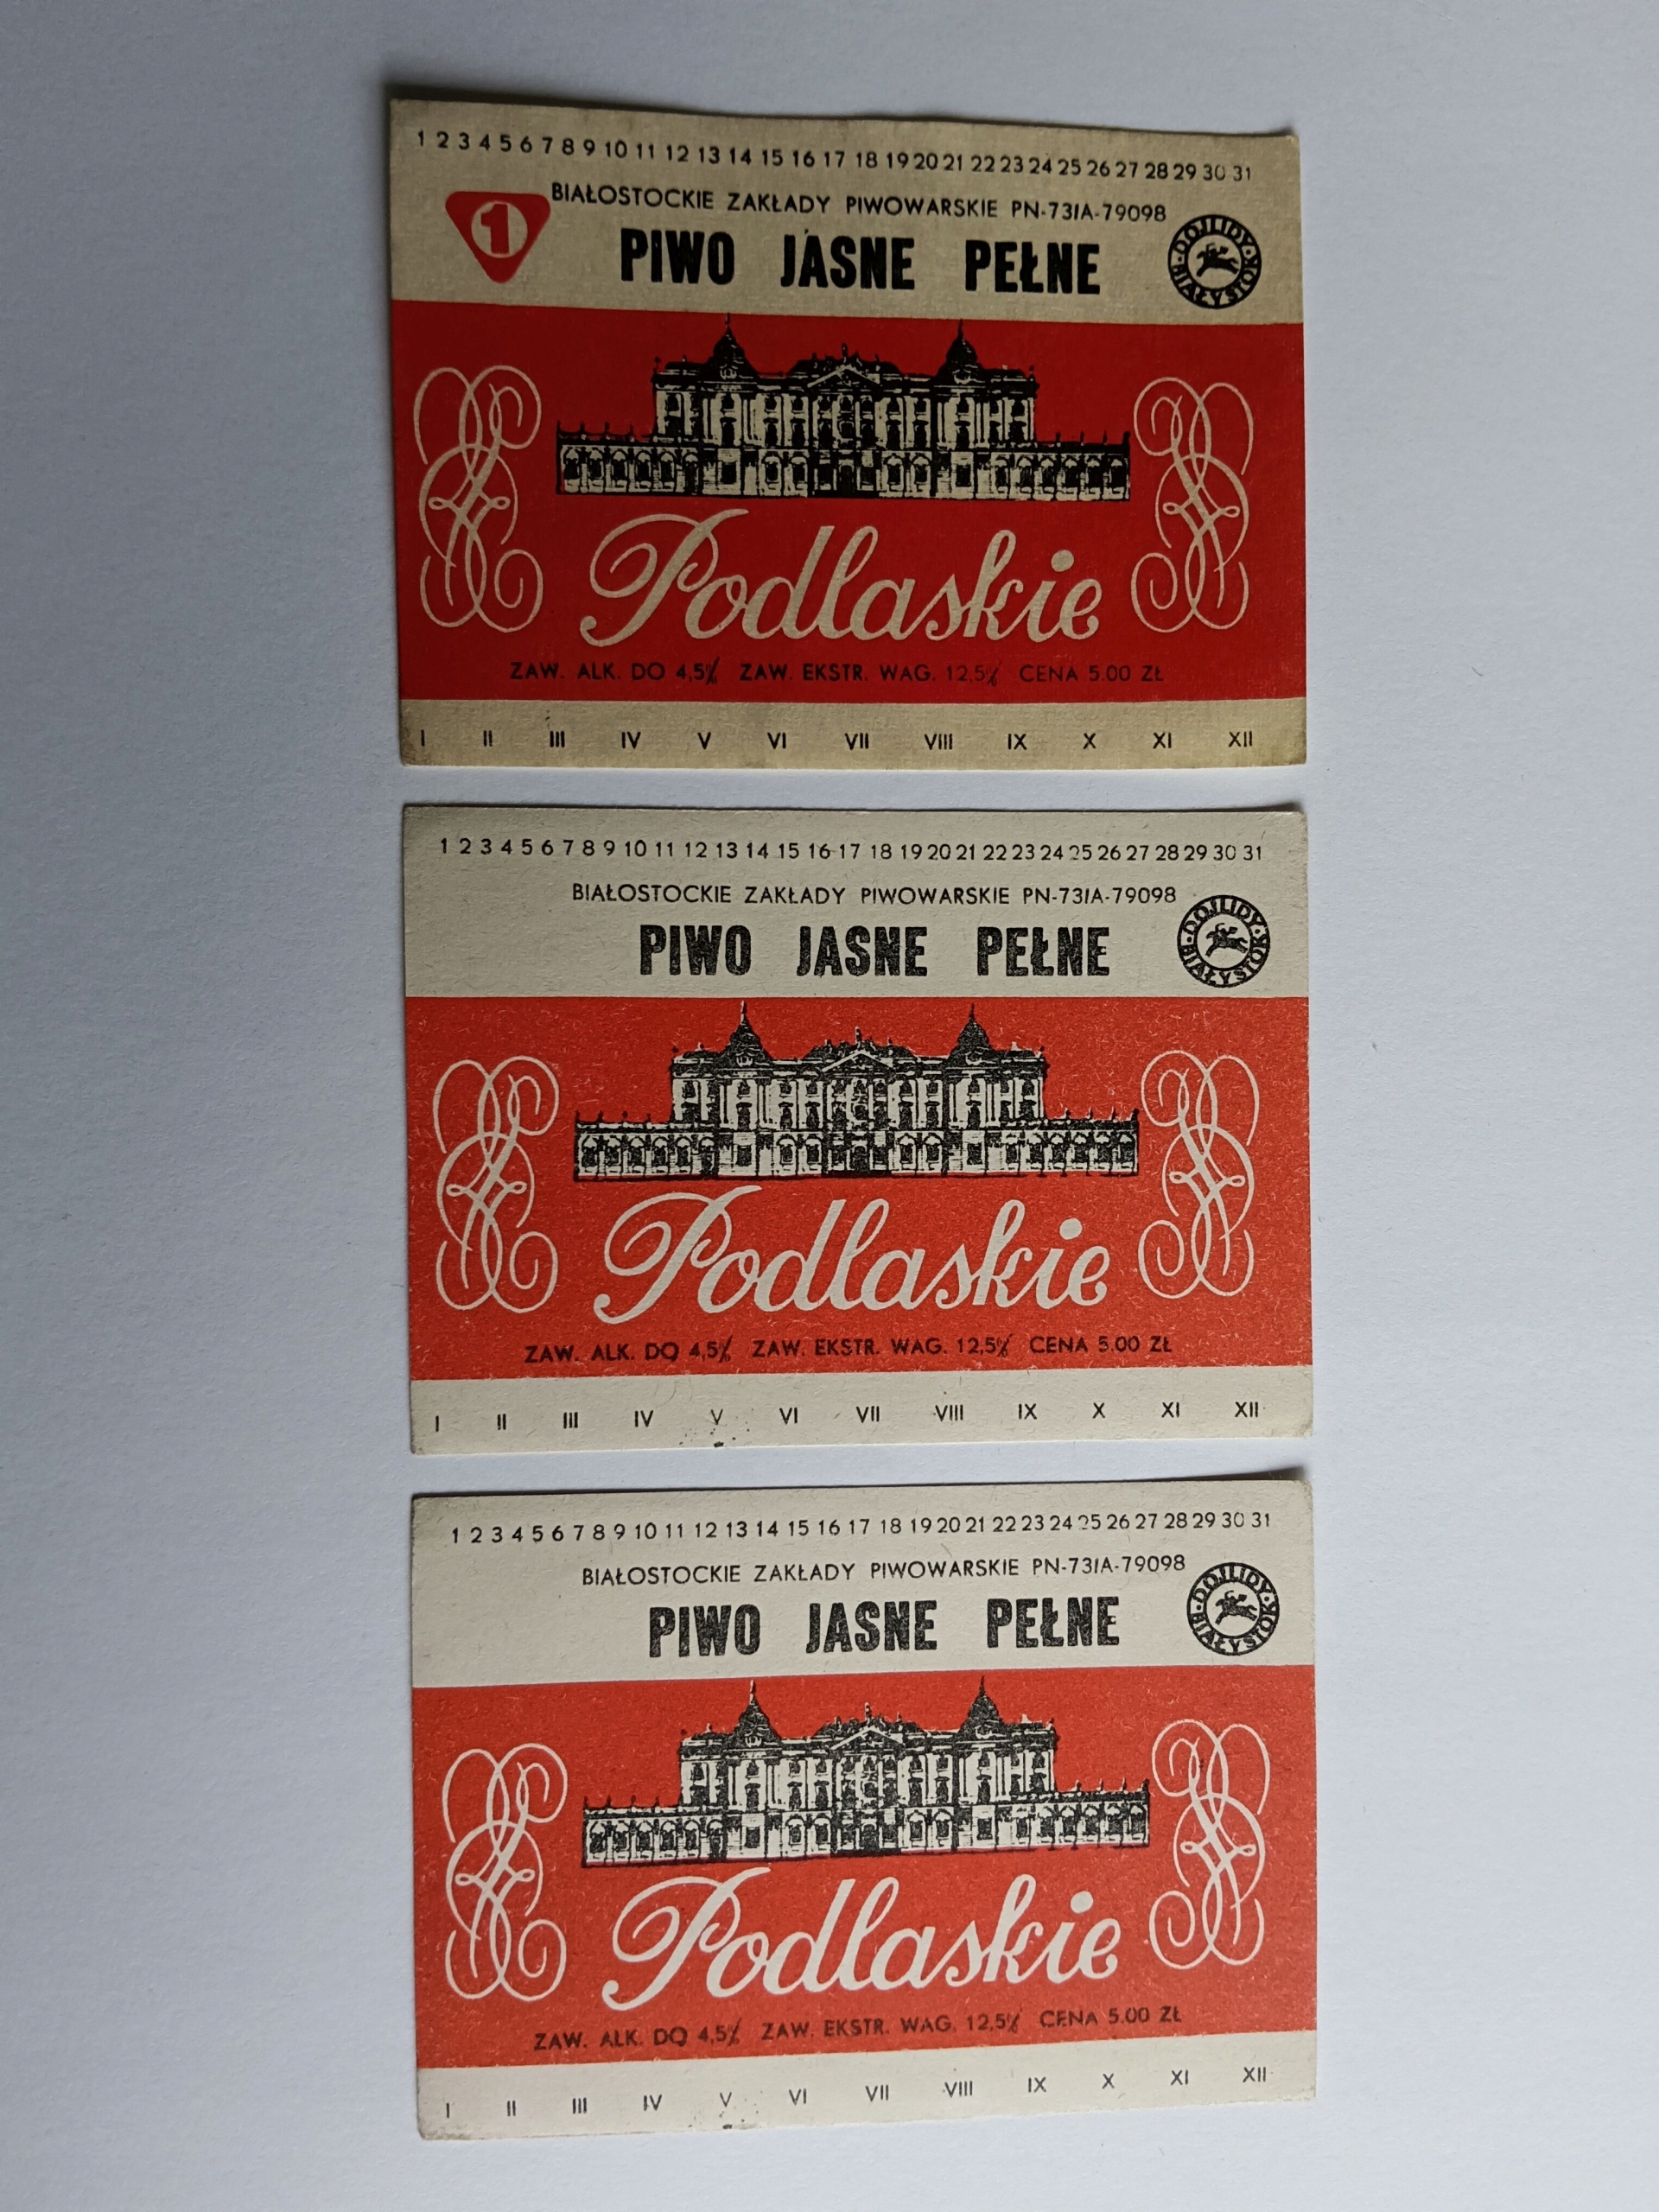 1 2 3 4 5 6 7 8 9 10 11 12 13 14 15 16 17 18 19 20 21 22 23 24 25 26 27 28 29 30 31
BIAŁOSTOCKIE ZAKŁADY PIWOWARSKIE PN-73/A-79098
1
PIWO JASNE PEŁNE
DOJLIDY · BIAŁYSTOK ·
Podlaskie
ZAW. ALK. DO 4,5% ZAW. EKSTR. WAG. 12,5% CENA 5.00 ZŁ
I II III IV V VI VII VIII IX X XI XII
1 2 3 4 5 6 7 8 9 10 11 12 13 14 15 16 17 18 19 20 21 22 23 24 25 26 27 28 29 30 31
BIAŁOSTOCKIE ZAKŁADY PIWOWARSKIE PN-73/A-79098
PIWO JASNE PEŁNE
DOJLIDY · BIAŁYSTOK ·
Podlaskie
ZAW. ALK. DO 4,5% ZAW. EKSTR. WAG. 12,5% CENA 5.00 ZŁ
I II III IV V VI VII VIII IX X XI XII
1 2 3 4 5 6 7 8 9 10 11 12 13 14 15 16 17 18 19 20 21 22 23 24 25 26 27 28 29 30 31
BIAŁOSTOCKIE ZAKŁADY PIWOWARSKIE PN-73/A-79098
PIWO JASNE PEŁNE
DOJLIDY · BIAŁYSTOK ·
Podlaskie
ZAW. ALK. DO 4,5% ZAW. EKSTR. WAG. 12,5% CENA 5.00 ZŁ
I II III IV V VI VII VIII IX X XI XII